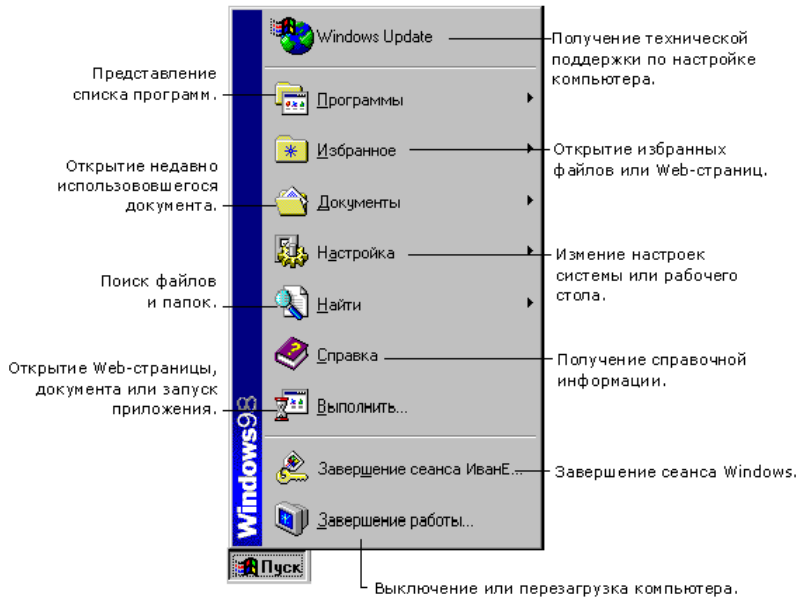 Windows Update
Получение технической
поддержки по настройке
компьютера.
Представление
списка программ.
Программы
Избранное
Открытие избранных
файлов или Web-страниц.
Открытие недавно
использововшегося
документа.
Документы
Настройка
Измение настроек
системы или рабочего
стола.
Поиск файлов
и папок.
Найти
Справка
Получение справочной
информации.
Открытие Web-страницы,
документа или запуск
приложения.
Выполнить...
Завершение сеанса ИванЕ...
Завершение сеанса Windows.
Завершение работы...
Windows98
Пуск
Выключение или перезагрузка компьютера.